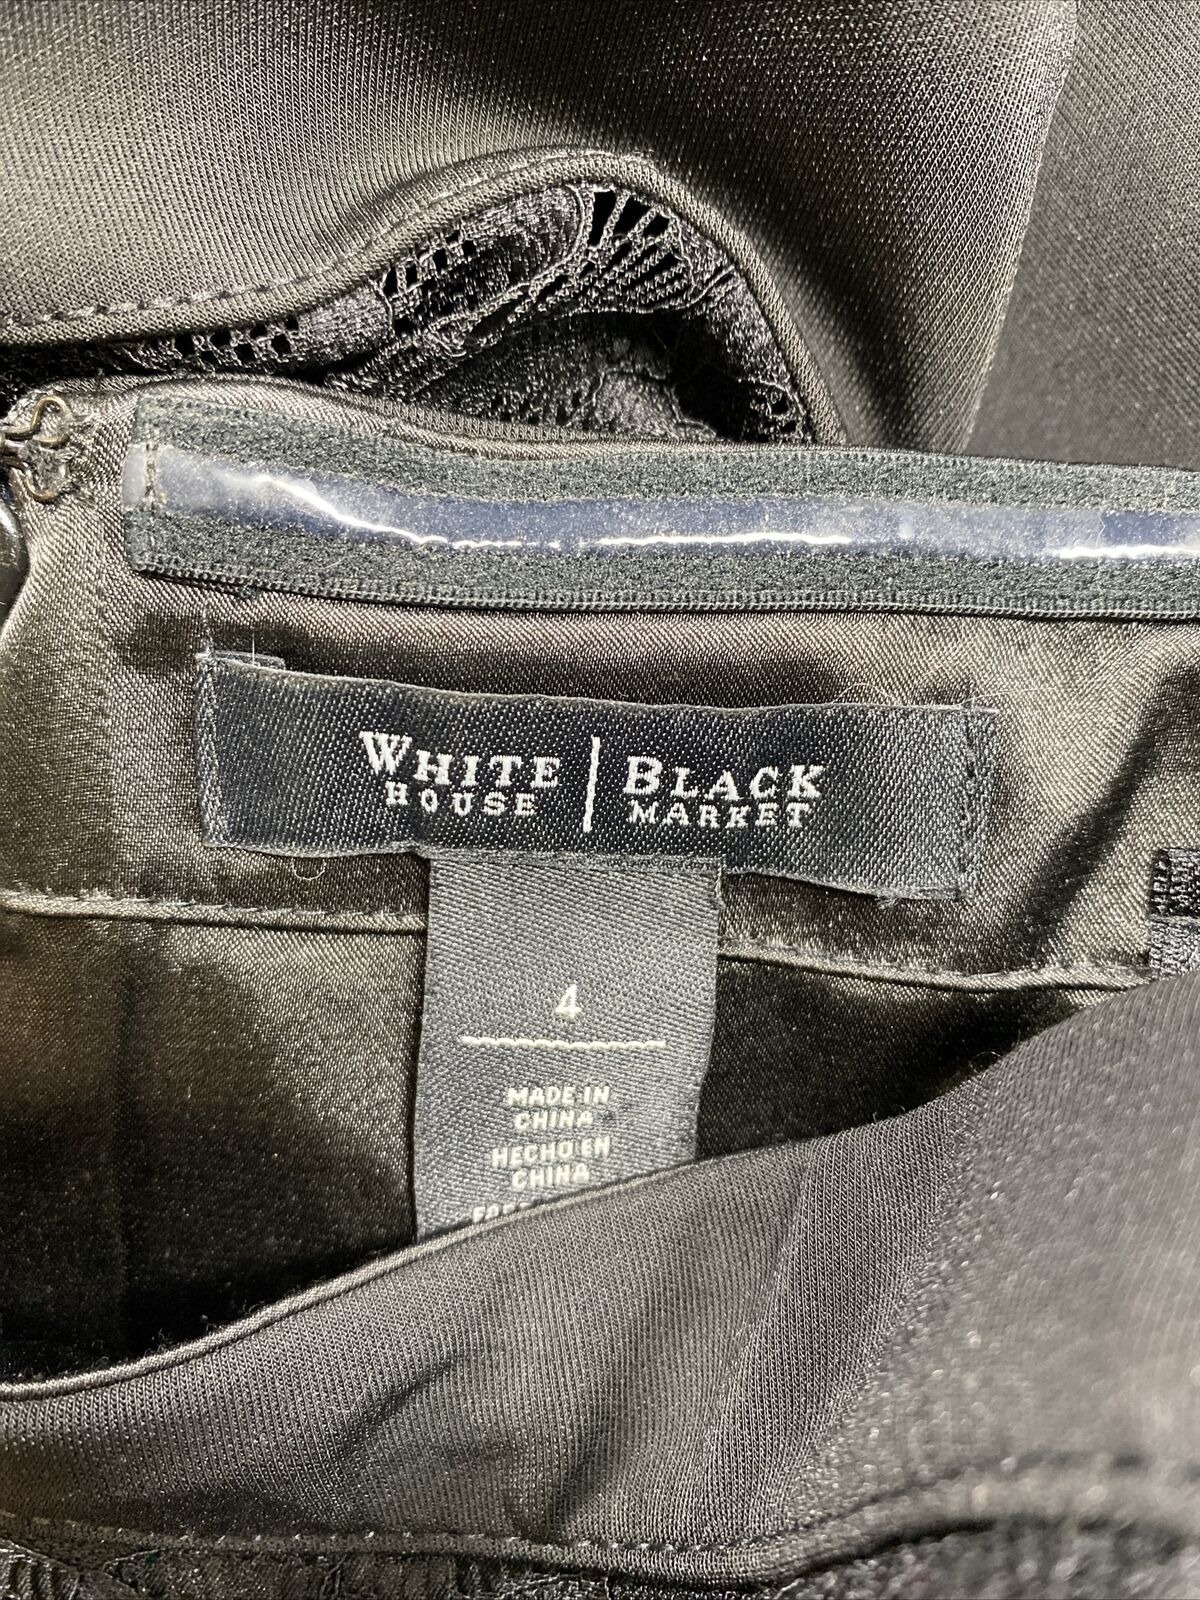 WHITE | BLACK
HOUSE | MARKET
4
MADE IN
CHINA
HECHO EN
CHINA